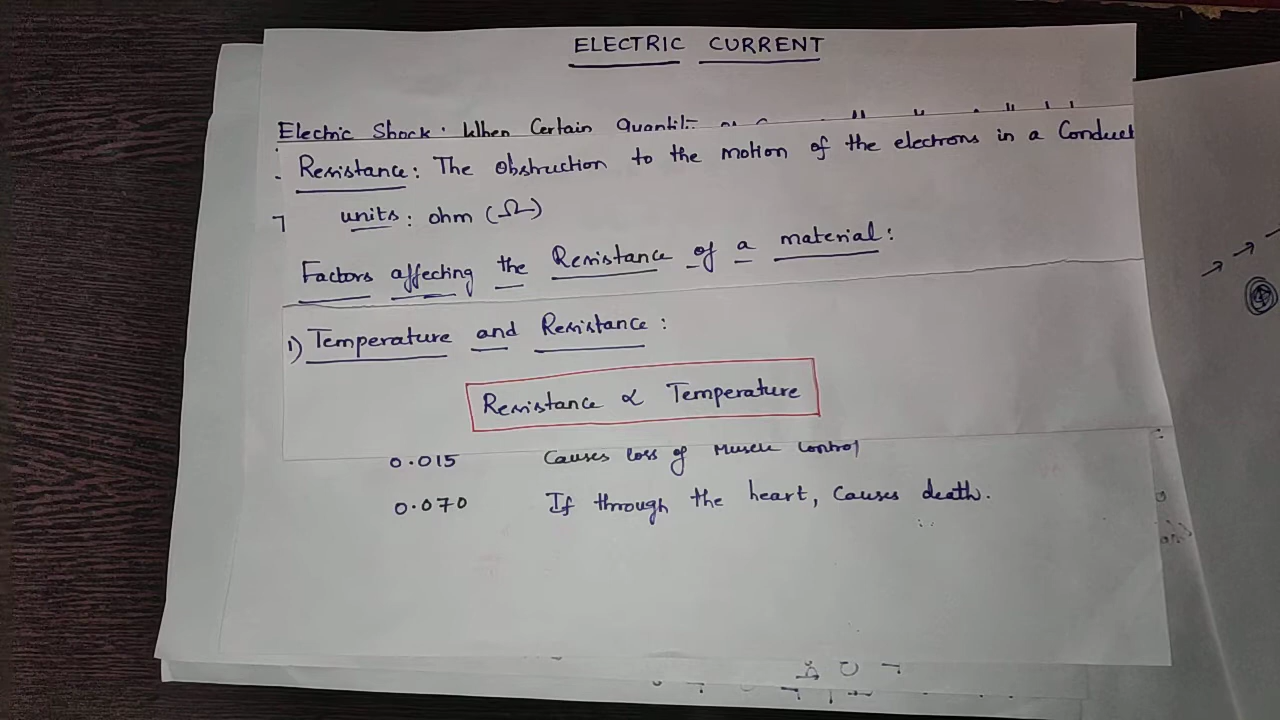 ELECTRIC CURRENT
Electric Shock: When Certain
Resistance: The obstruction to the motion of the electrons in a Conduct
units: ohm (Ω)
Factors affecting the Resistance of a material:
1) Temperature and Resistance:
Resistance ∝ Temperature
0.015 Causes loss of Muscle Control
0.070 If through the heart, Causes death.